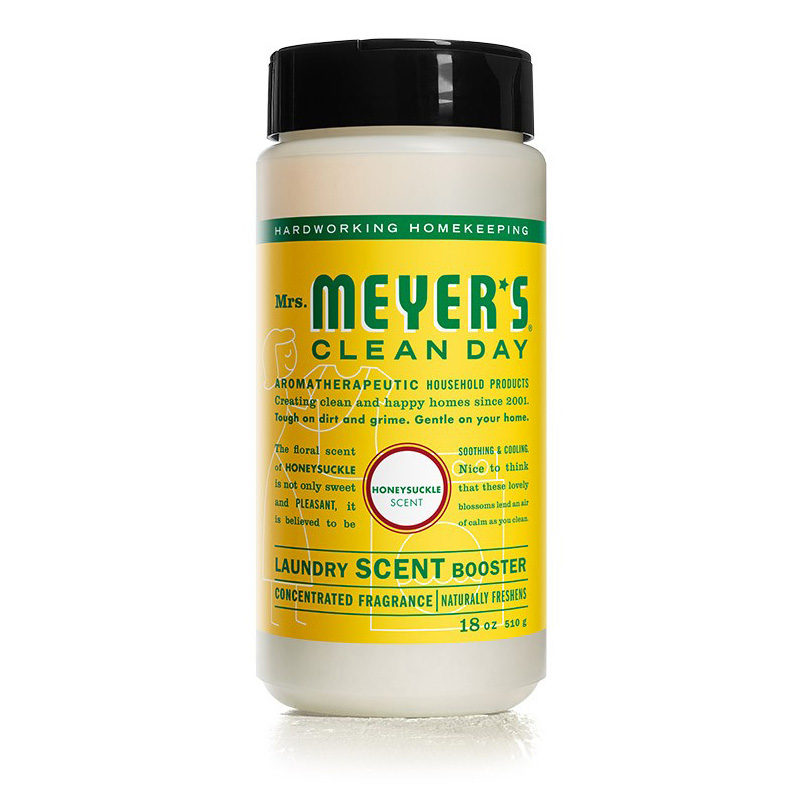 HARDWORKING HOMEKEEPING
Mrs. MEYER'S®
CLEAN DAY
AROMATHERAPEUTIC HOUSEHOLD PRODUCTS
Creating clean and happy homes since 2001.
Tough on dirt and grime. Gentle on your home.
The floral scent
of HONEYSUCKLE
is not only sweet
and PLEASANT, it
is believed to be
HONEYSUCKLE
SCENT
SOOTHING & COOLING.
Nice to think
that these lovely
blossoms lend an air
of calm as you clean.
LAUNDRY SCENT BOOSTER
CONCENTRATED FRAGRANCE | NATURALLY FRESHENS
18 oz 510 g